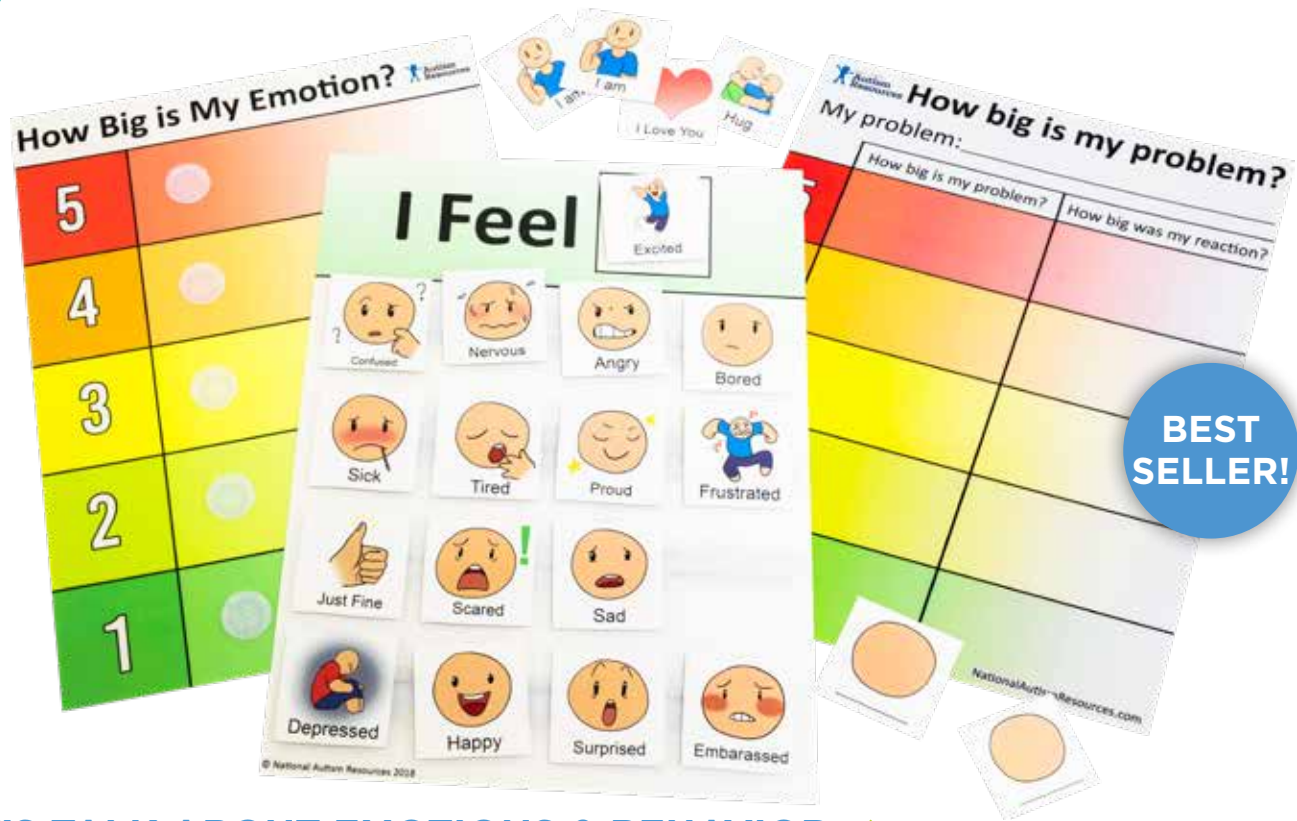 How Big is My Emotion?
Autism
Resources
5
4
3
2
1
I am
I am
I Love You
Hug
I Feel
Excited
?
?
Confused
Nervous
Angry
Bored
Sick
Tired
Proud
Frustrated
Just Fine
!
Scared
Sad
Depressed
Happy
Surprised
Embarassed
© National Autism Resources 2018
Autism
Resources
How big is my problem?
My problem:
How big is my problem?
How big was my reaction?
5
NationalAutismResources.com
BEST
SELLER!